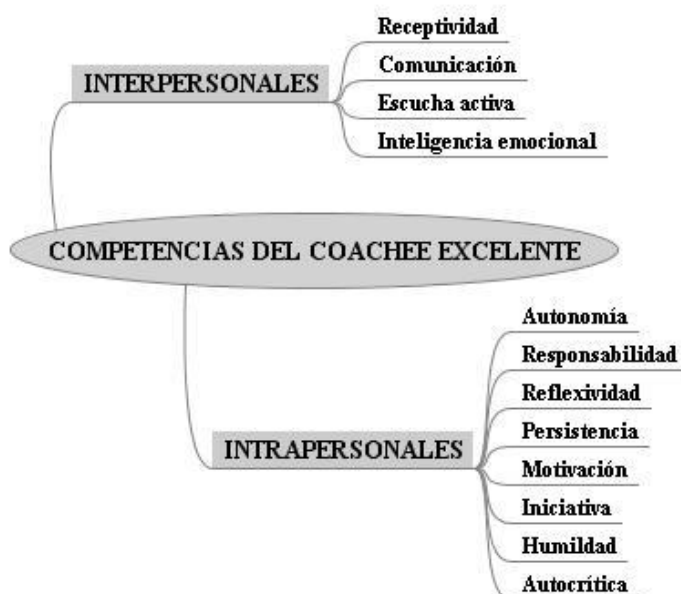 Receptividad
INTERPERSONALES
Comunicación
Escucha activa
Inteligencia emocional
COMPETENCIAS DEL COACHEE EXCELENTE
Autonomía
Responsabilidad
Reflexividad
Persistencia
INTRAPERSONALES
Motivación
Iniciativa
Humildad
Autocrítica